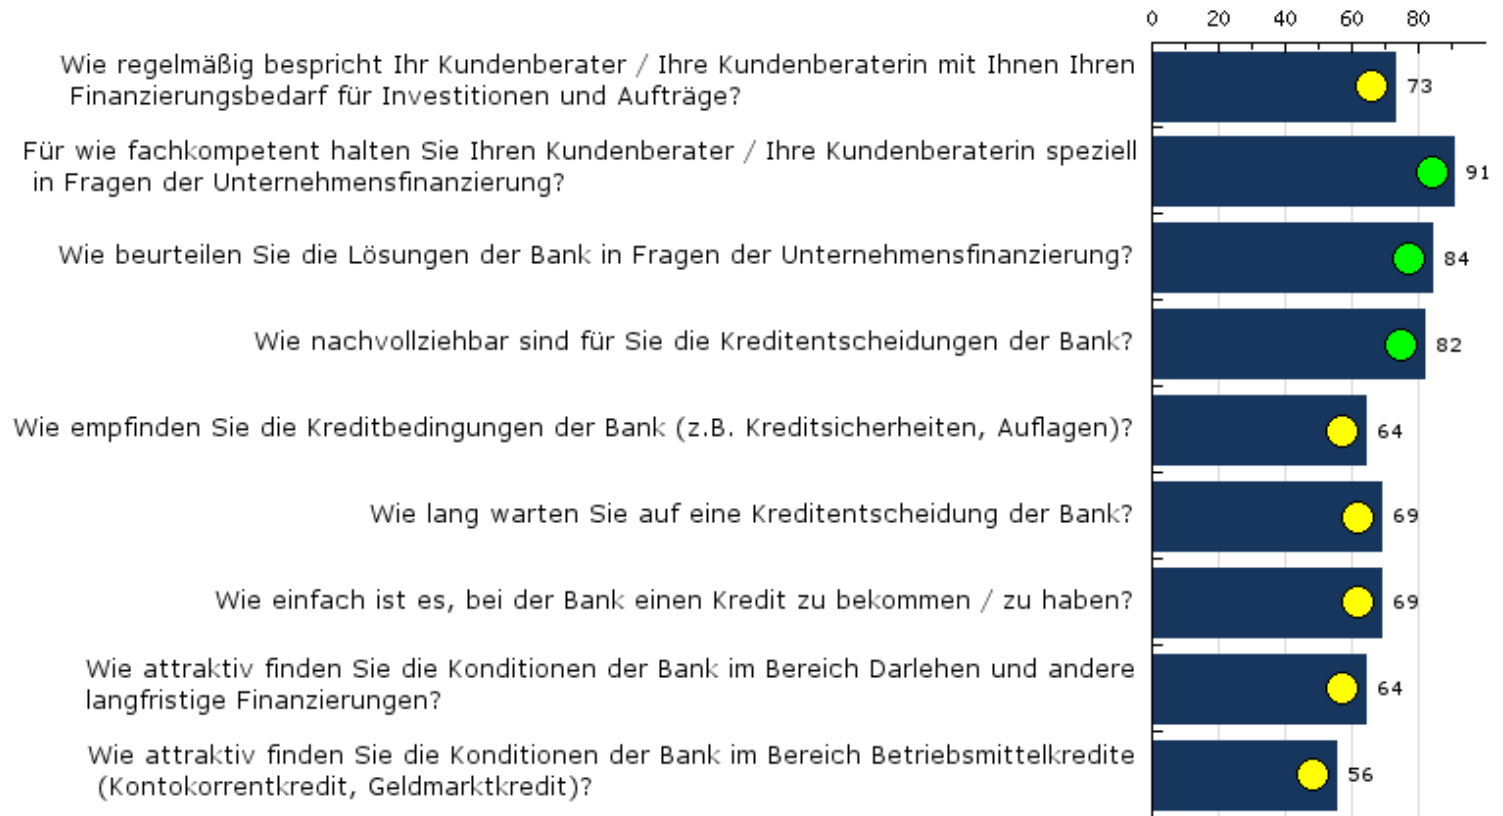 0 20 40 60 80
Wie regelmäßig bespricht Ihr Kundenberater / Ihre Kundenberaterin mit Ihnen Ihren
Finanzierungsbedarf für Investitionen und Aufträge?
73
Für wie fachkompetent halten Sie Ihren Kundenberater / Ihre Kundenberaterin speziell
in Fragen der Unternehmensfinanzierung?
91
Wie beurteilen Sie die Lösungen der Bank in Fragen der Unternehmensfinanzierung?
84
Wie nachvollziehbar sind für Sie die Kreditentscheidungen der Bank?
82
Wie empfinden Sie die Kreditbedingungen der Bank (z.B. Kreditsicherheiten, Auflagen)?
64
Wie lang warten Sie auf eine Kreditentscheidung der Bank?
69
Wie einfach ist es, bei der Bank einen Kredit zu bekommen / zu haben?
69
Wie attraktiv finden Sie die Konditionen der Bank im Bereich Darlehen und andere
langfristige Finanzierungen?
64
Wie attraktiv finden Sie die Konditionen der Bank im Bereich Betriebsmittelkredite
(Kontokorrentkredit, Geldmarktkredit)?
56